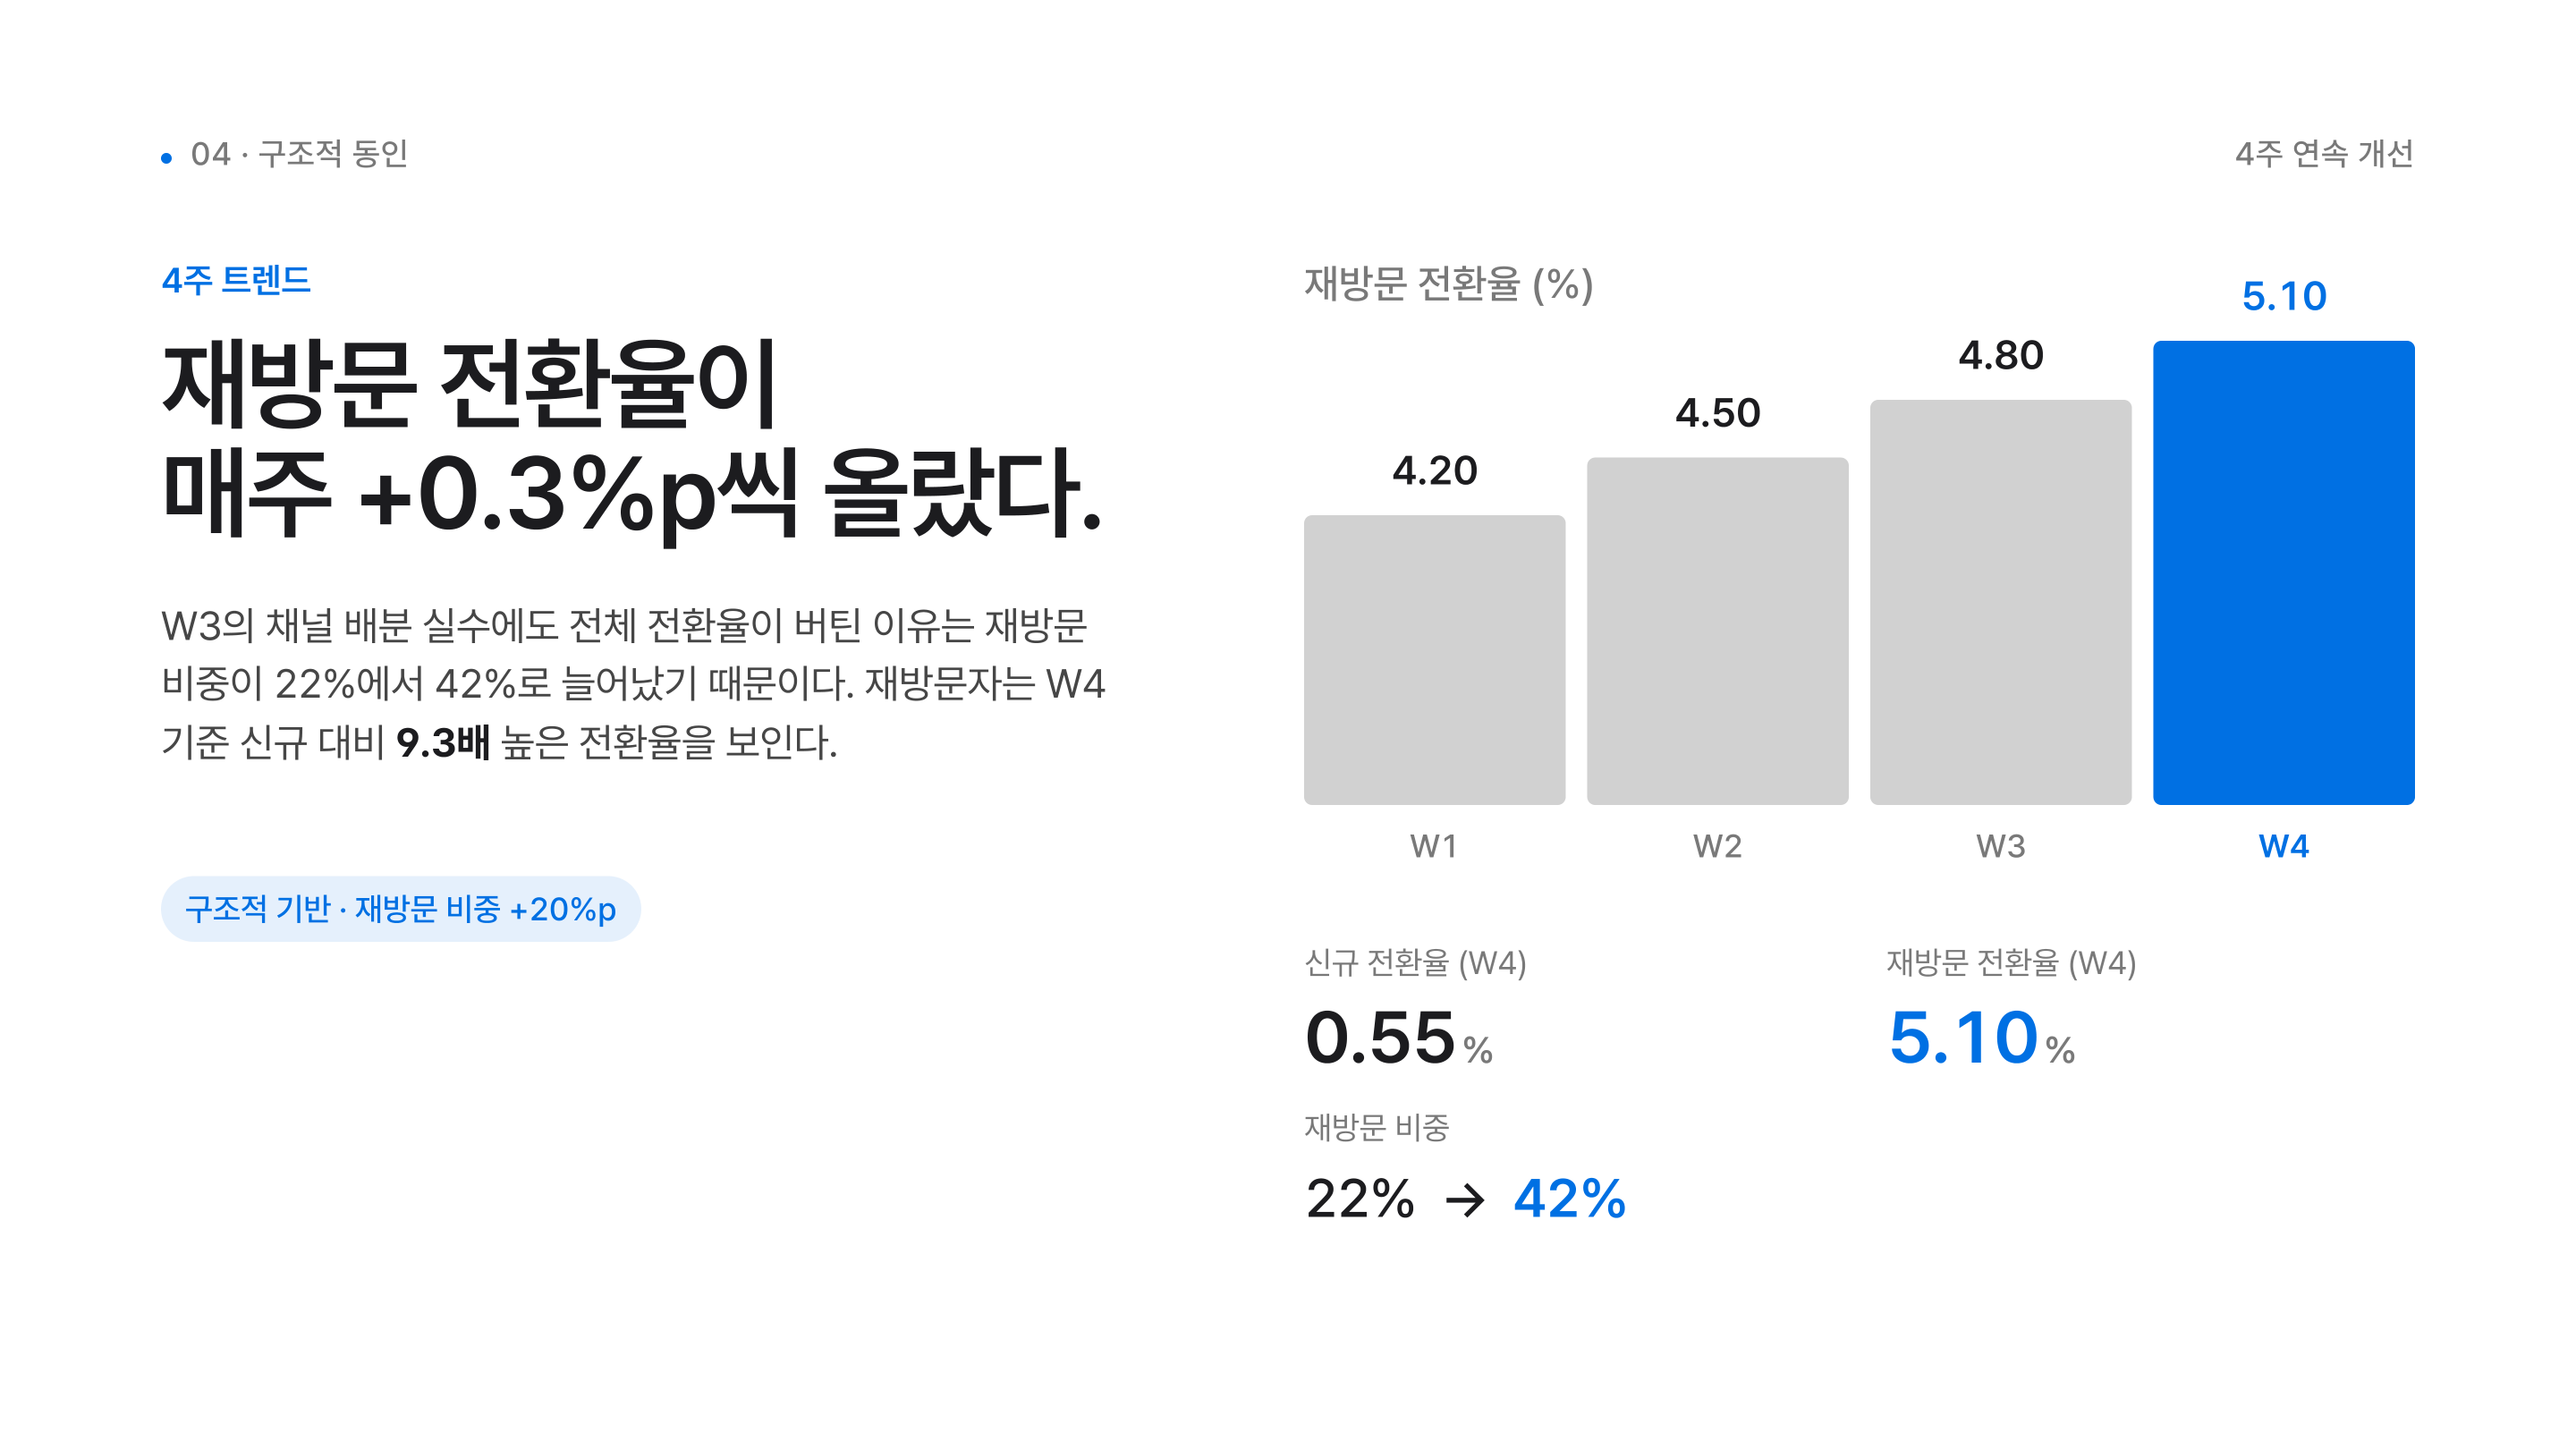 04 · 구조적 동인
4주 연속 개선
4주 트렌드
재방문 전환율이
매주 +0.3%p씩 올랐다.
W3의 채널 배분 실수에도 전체 전환율이 버틴 이유는 재방문
비중이 22%에서 42%로 늘어났기 때문이다. 재방문자는 W4
기준 신규 대비 9.3배 높은 전환율을 보인다.
구조적 기반 · 재방문 비중 +20%p
재방문 전환율 (%)
4.20
4.50
4.80
5.10
W1
W2
W3
W4
신규 전환율 (W4)
0.55%
재방문 전환율 (W4)
5.10%
재방문 비중
22% → 42%